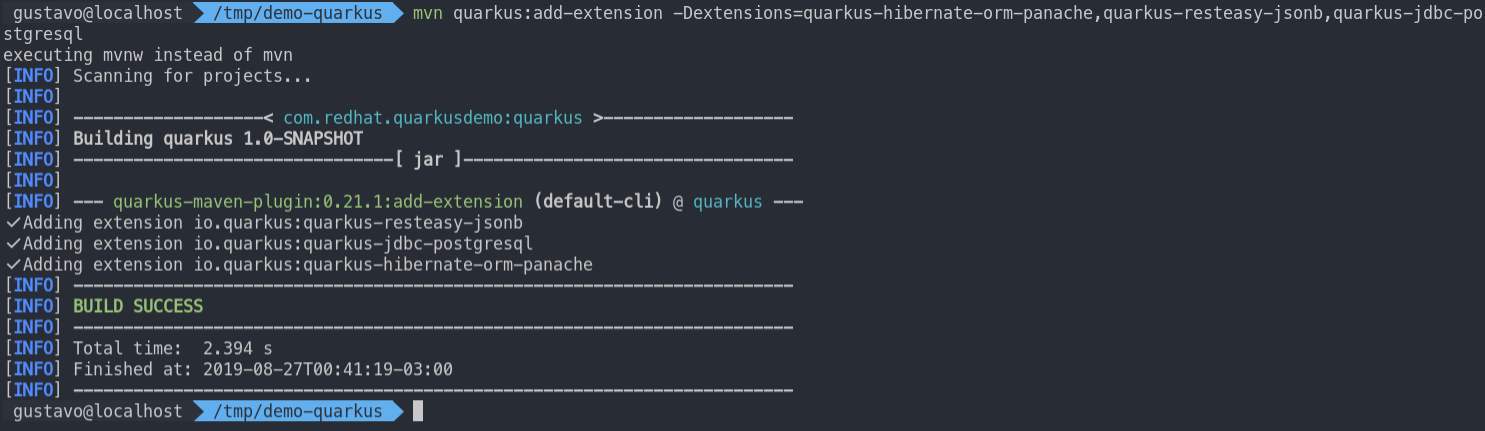 gustavo@localhost /tmp/demo-quarkus mvn quarkus:add-extension -Dextensions=quarkus-hibernate-orm-panache,quarkus-resteasy-jsonb,quarkus-jdbc-po
stgresql
executing mvnw instead of mvn
[INFO] Scanning for projects...
[INFO]
[INFO] -------------------< com.redhat.quarkusdemo:quarkus >-------------------
[INFO] Building quarkus 1.0-SNAPSHOT
[INFO] --------------------------------[ jar ]---------------------------------
[INFO]
[INFO] --- quarkus-maven-plugin:0.21.1:add-extension (default-cli) @ quarkus ---
✓Adding extension io.quarkus:quarkus-resteasy-jsonb
✓Adding extension io.quarkus:quarkus-jdbc-postgresql
✓Adding extension io.quarkus:quarkus-hibernate-orm-panache
[INFO] ------------------------------------------------------------------------
[INFO] BUILD SUCCESS
[INFO] ------------------------------------------------------------------------
[INFO] Total time:  2.394 s
[INFO] Finished at: 2019-08-27T00:41:19-03:00
[INFO] ------------------------------------------------------------------------
gustavo@localhost /tmp/demo-quarkus